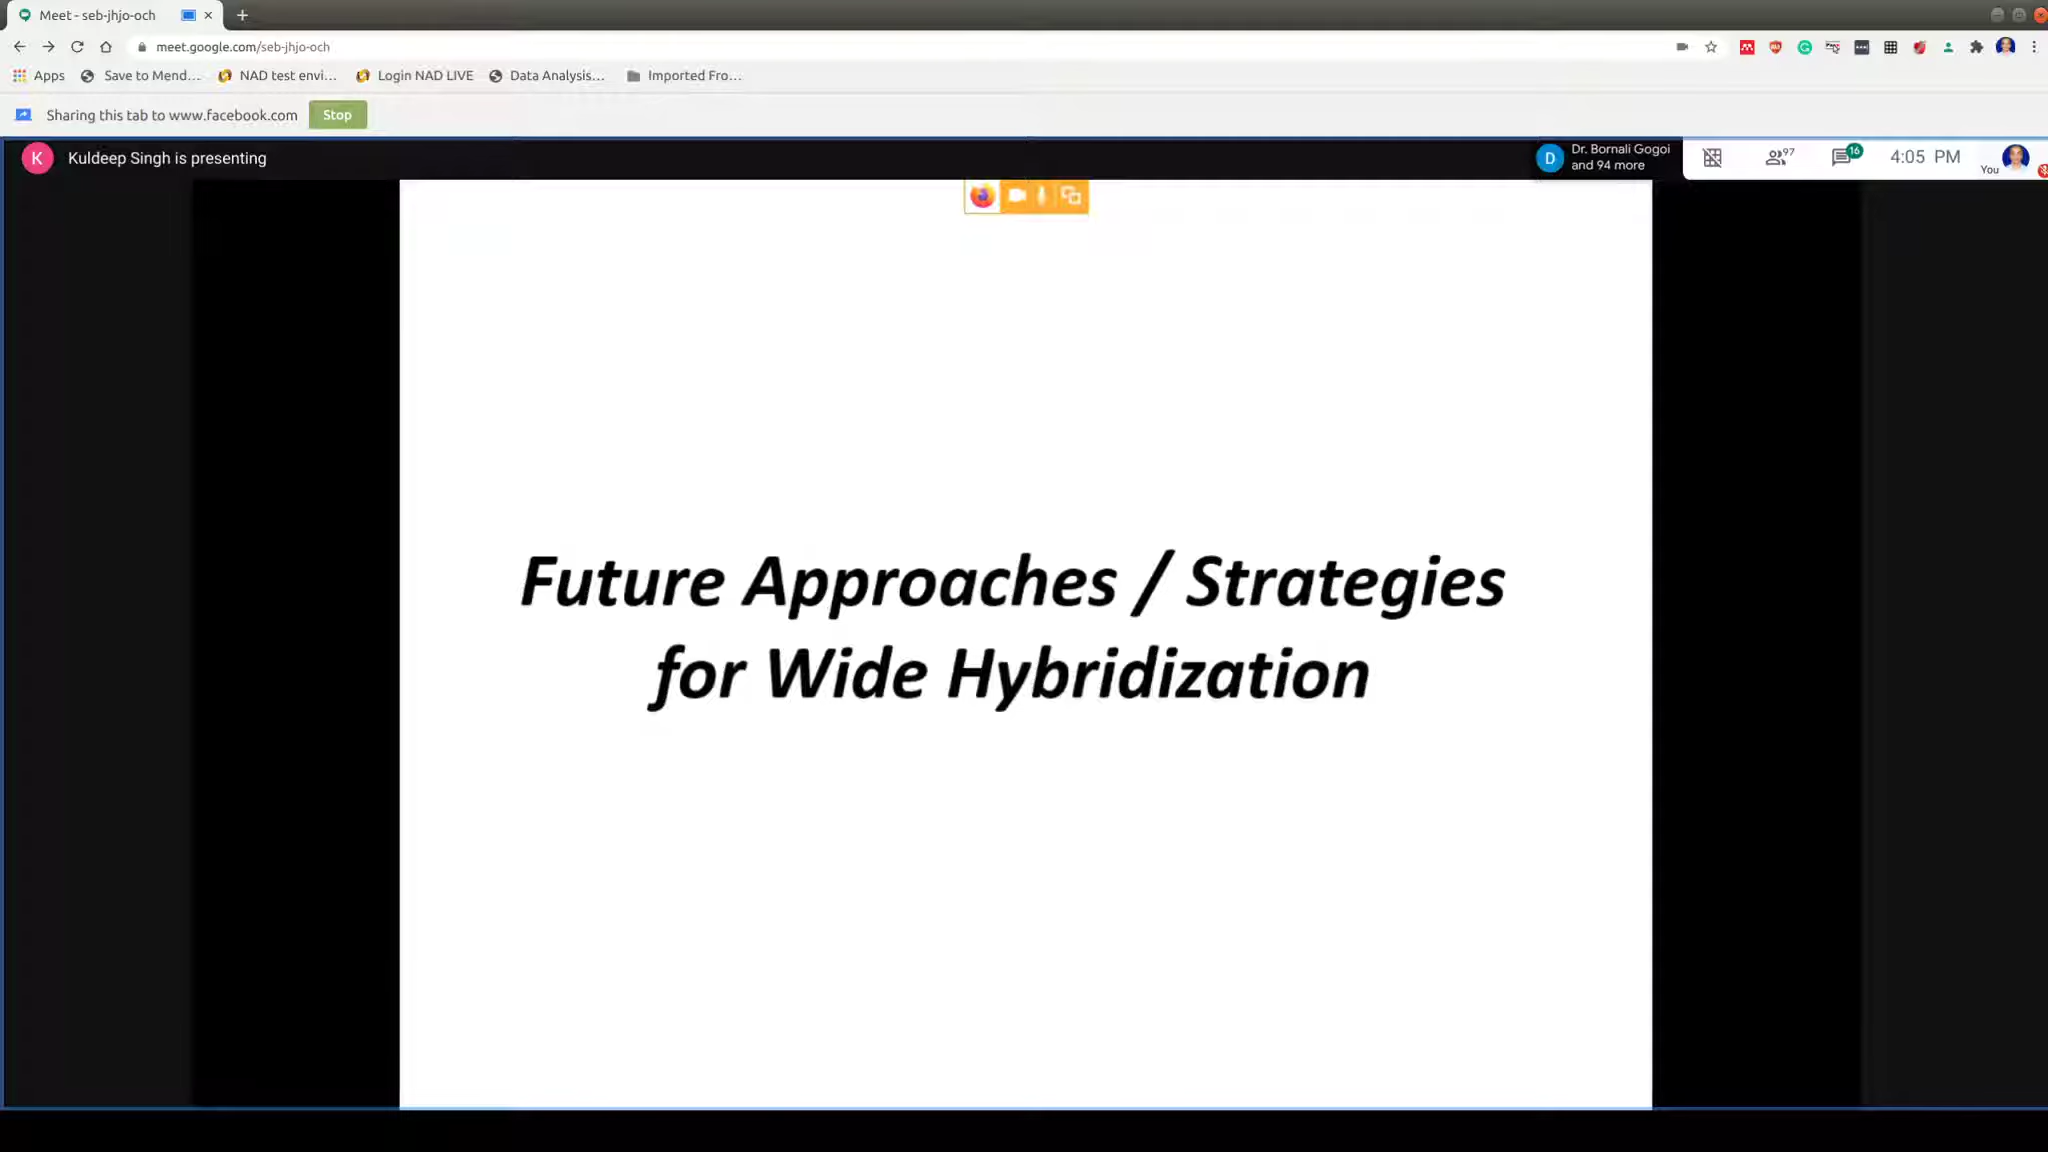 Meet - seb-jhjo-och
meet.google.com/seb-jhjo-och
Apps Save to Mend... NAD test envi... Login NAD LIVE Data Analysis... Imported Fro...
Sharing this tab to www.facebook.com Stop
K Kuldeep Singh is presenting
D Dr. Bornali Gogoi
and 94 more
97 16 4:05 PM You
Future Approaches / Strategies
for Wide Hybridization